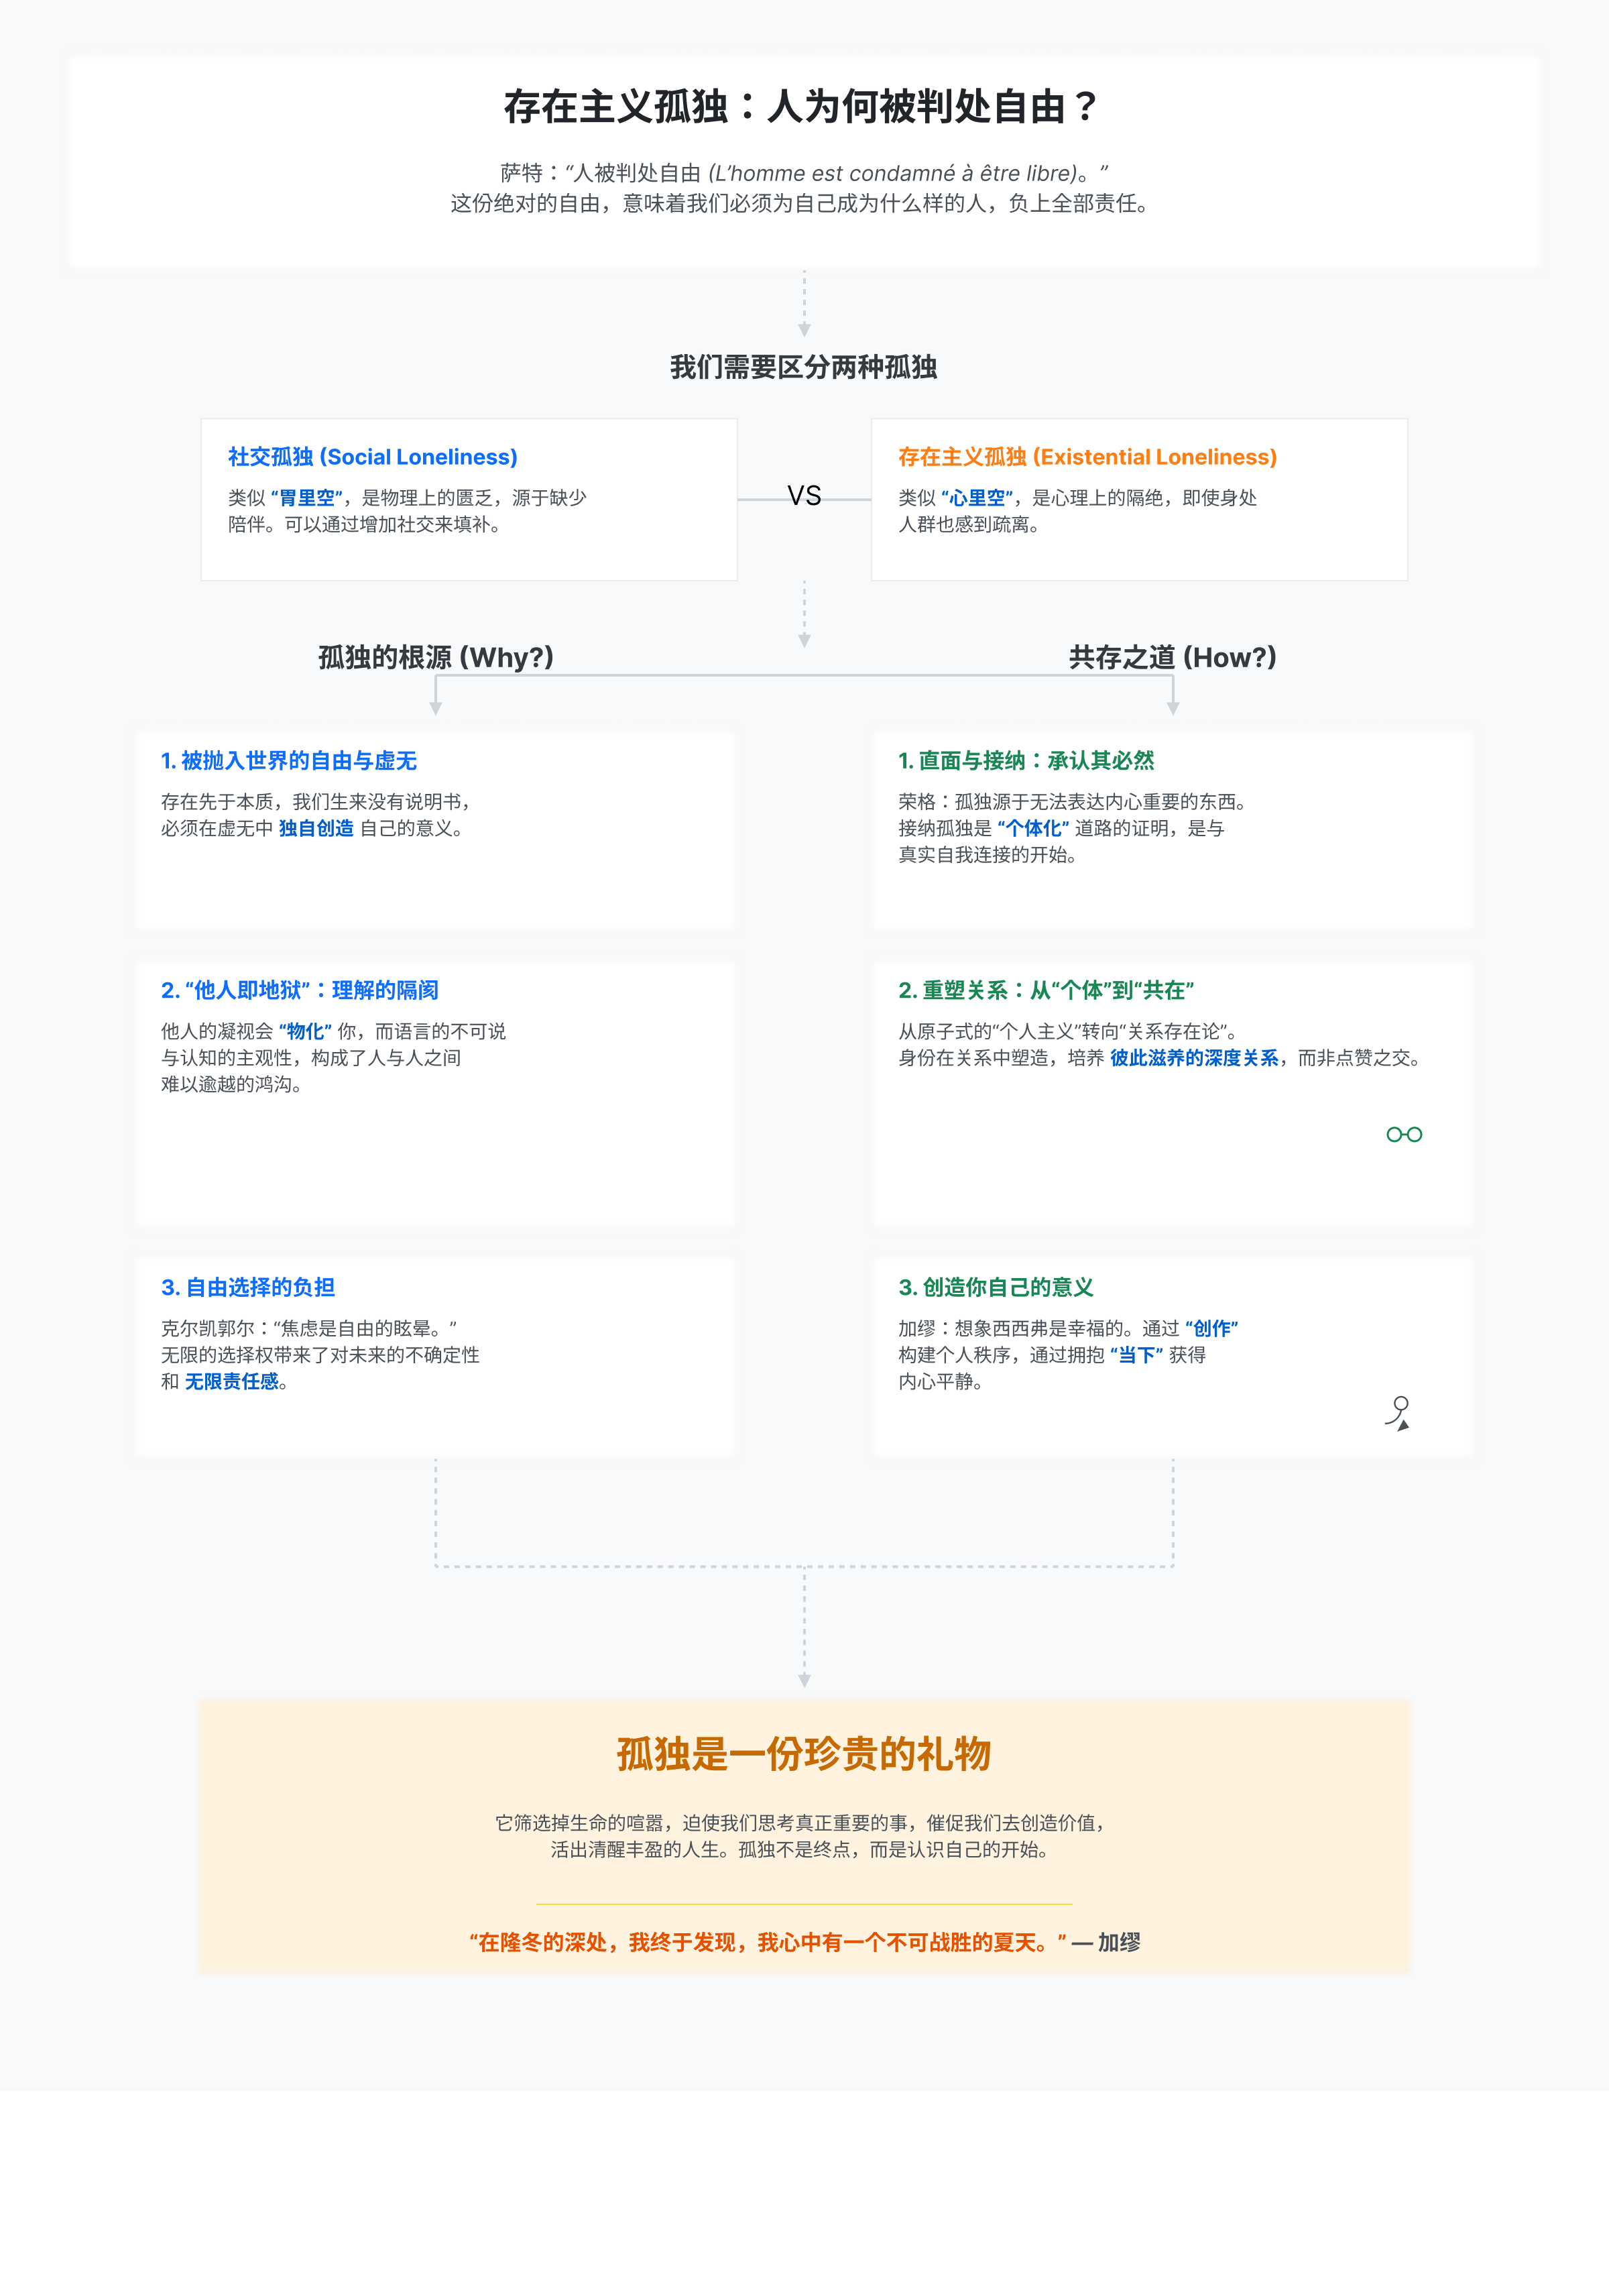 存在主义孤独：人为何被判处自由？
萨特：“人被判处自由 (L’homme est condamné à être libre)。”
这份绝对的自由，意味着我们必须为自己成为什么样的人，负上全部责任。
我们需要区分两种孤独
社交孤独 (Social Loneliness)
类似 “胃里空”，是物理上的匮乏，源于缺少
陪伴。可以通过增加社交来填补。
VS
存在主义孤独 (Existential Loneliness)
类似 “心里空”，是心理上的隔绝，即使身处
人群也感到疏离。
孤独的根源 (Why?)
1. 被抛入世界的自由与虚无
存在先于本质，我们生来没有说明书，
必须在虚无中 独自创造 自己的意义。
2. “他人即地狱”：理解的隔阂
他人的凝视会 “物化” 你，而语言的不可说
与认知的主观性，构成了人与人之间
难以逾越的鸿沟。
3. 自由选择的负担
克尔凯郭尔：“焦虑是自由的眩晕。”
无限的选择权带来了对未来的不确定性
和 无限责任感。
共存之道 (How?)
1. 直面与接纳：承认其必然
荣格：孤独源于无法表达内心重要的东西。
接纳孤独是 “个体化” 道路的证明，是与
真实自我连接的开始。
2. 重塑关系：从“个体”到“共在”
从原子式的“个人主义”转向“关系存在论”。
身份在关系中塑造，培养 彼此滋养的深度关系，而非点赞之交。
3. 创造你自己的意义
加缪：想象西西弗是幸福的。通过 “创作”
构建个人秩序，通过拥抱 “当下” 获得
内心平静。
孤独是一份珍贵的礼物
它筛选掉生命的喧嚣，迫使我们思考真正重要的事，催促我们去创造价值，
活出清醒丰盈的人生。孤独不是终点，而是认识自己的开始。
“在隆冬的深处，我终于发现，我心中有一个不可战胜的夏天。” — 加缪